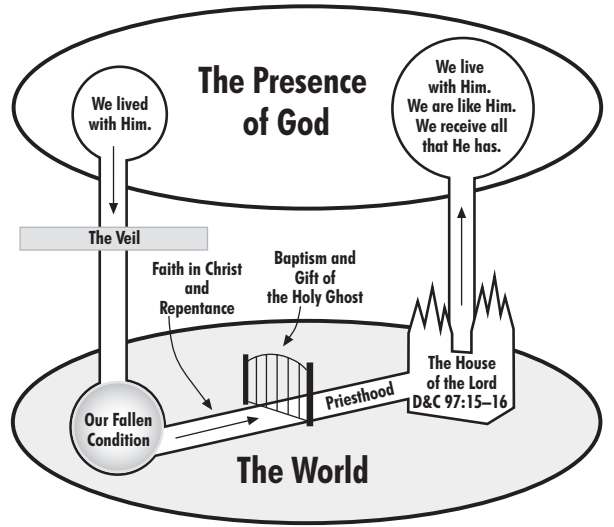 The Presence
of God
We lived
with Him.
We live
with Him.
We are like Him.
We receive all
that He has.
The Veil
Faith in Christ
and
Repentance
Baptism and
Gift of
the Holy Ghost
Our Fallen
Condition
Priesthood
The House
of the Lord
D&C 97:15–16
The World